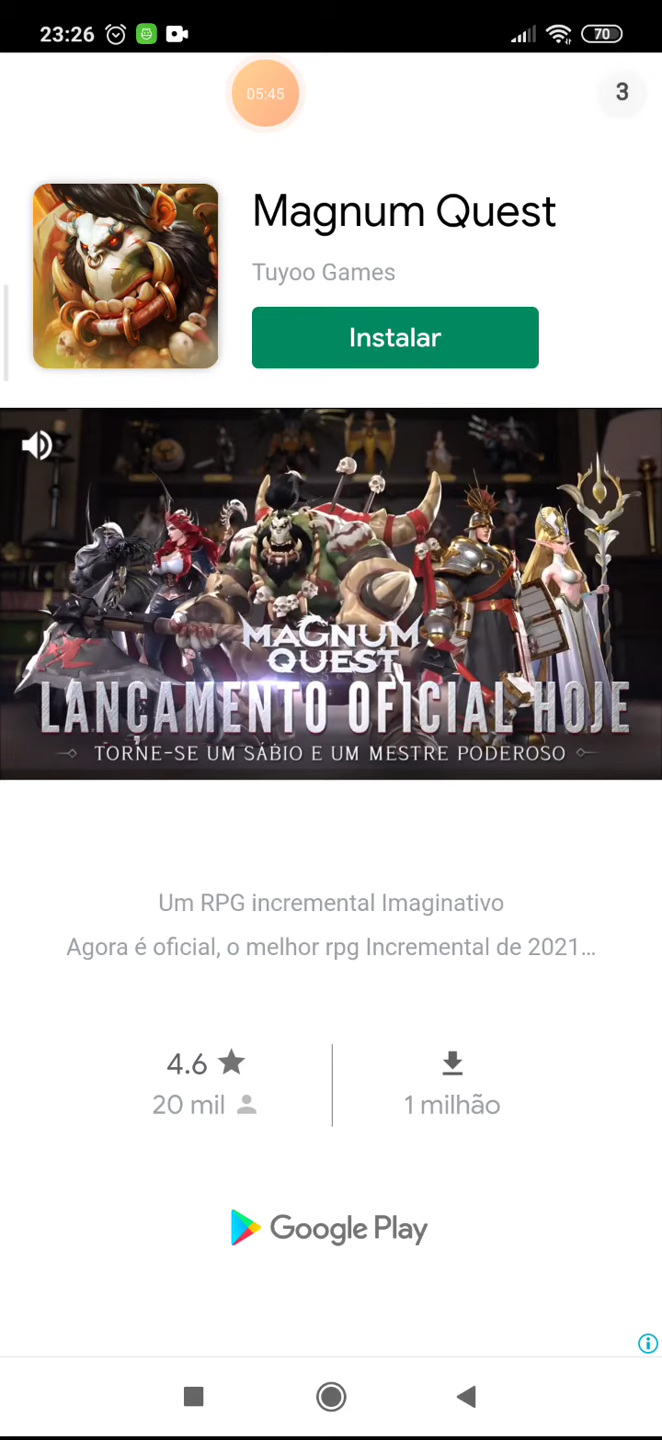 23:26
70
05:45
3
Magnum Quest
Tuyoo Games
Instalar
MAGNUM
QUEST
LANÇAMENTO OFICIAL HOJE
TORNE-SE UM SÁBIO E UM MESTRE PODEROSO
Um RPG incremental Imaginativo
Agora é oficial, o melhor rpg Incremental de 2021...
4.6
20 mil
1 milhão
Google Play